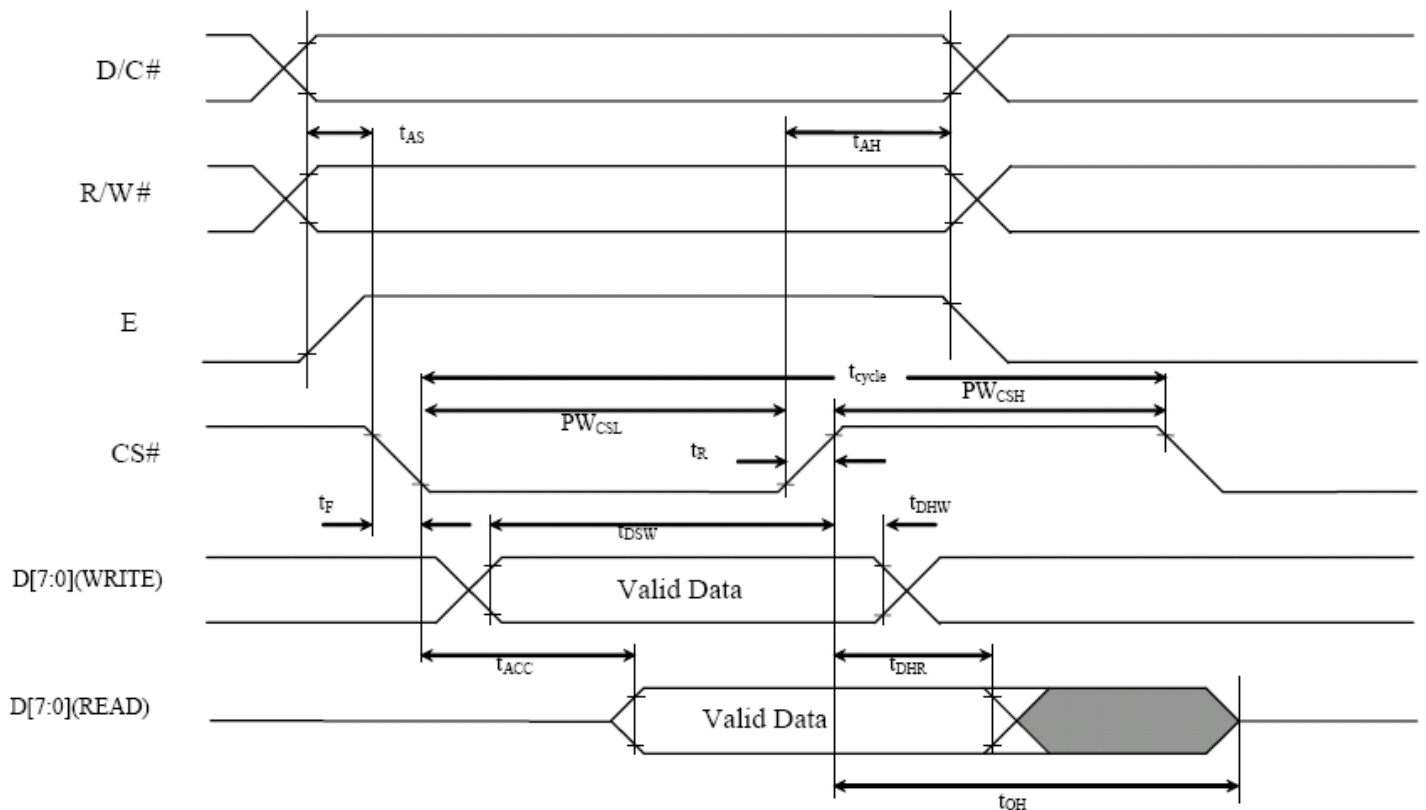 D/C#
tAS
tAH
R/W#
E
tcycle
PWCSL
PWCSH
CS#
tR
tF
tDSW
tDHW
D[7:0](WRITE)
Valid Data
tACC
tDHR
D[7:0](READ)
Valid Data
tOH